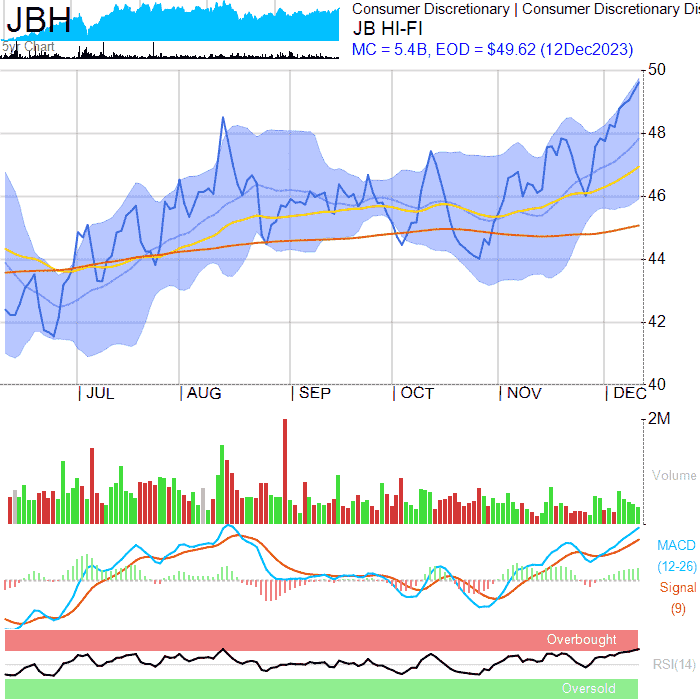 JBH
5yr Chart
Consumer Discretionary | Consumer Discretionary Dis
JB HI-FI
MC = 5.4B, EOD = $49.62 (12Dec2023)
50
48
46
44
42
40
| JUL | AUG | SEP | OCT | NOV | DEC
2M
Volume
MACD
(12-26)
Signal
(9)
Overbought
RSI(14)
Oversold